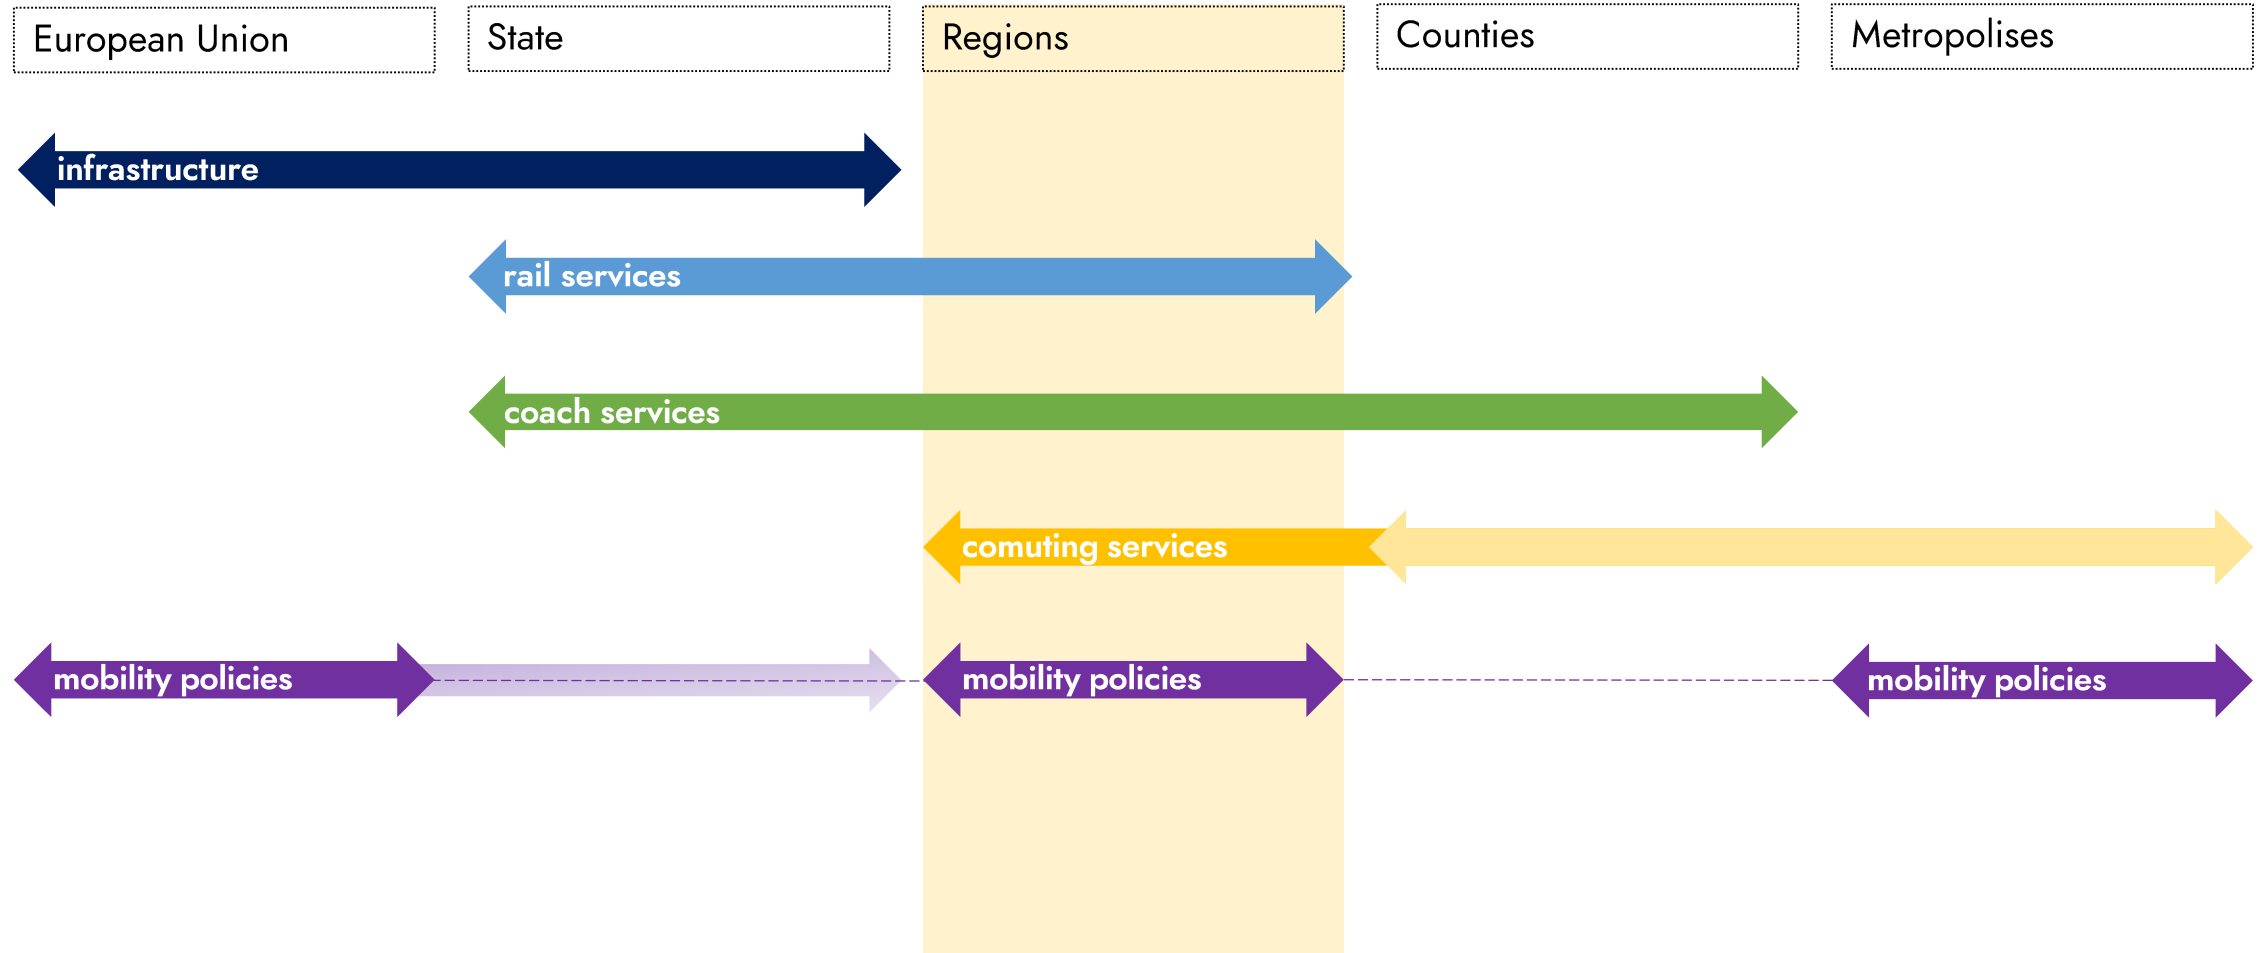 European Union
State
Regions
Counties
Metropolises
infrastructure
rail services
coach services
comuting services
mobility policies
mobility policies
mobility policies